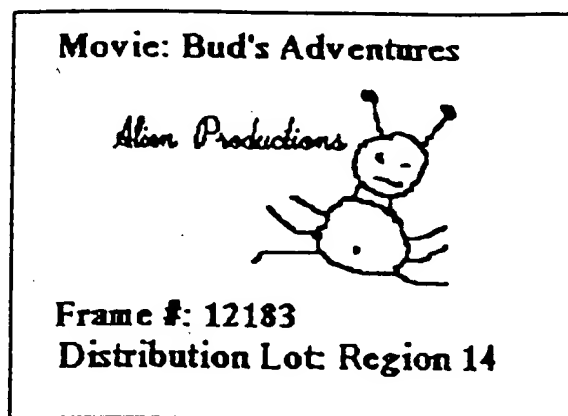 Movie: Bud's Adventures
Alien Productions
Frame #: 12183
Distribution Lot: Region 14